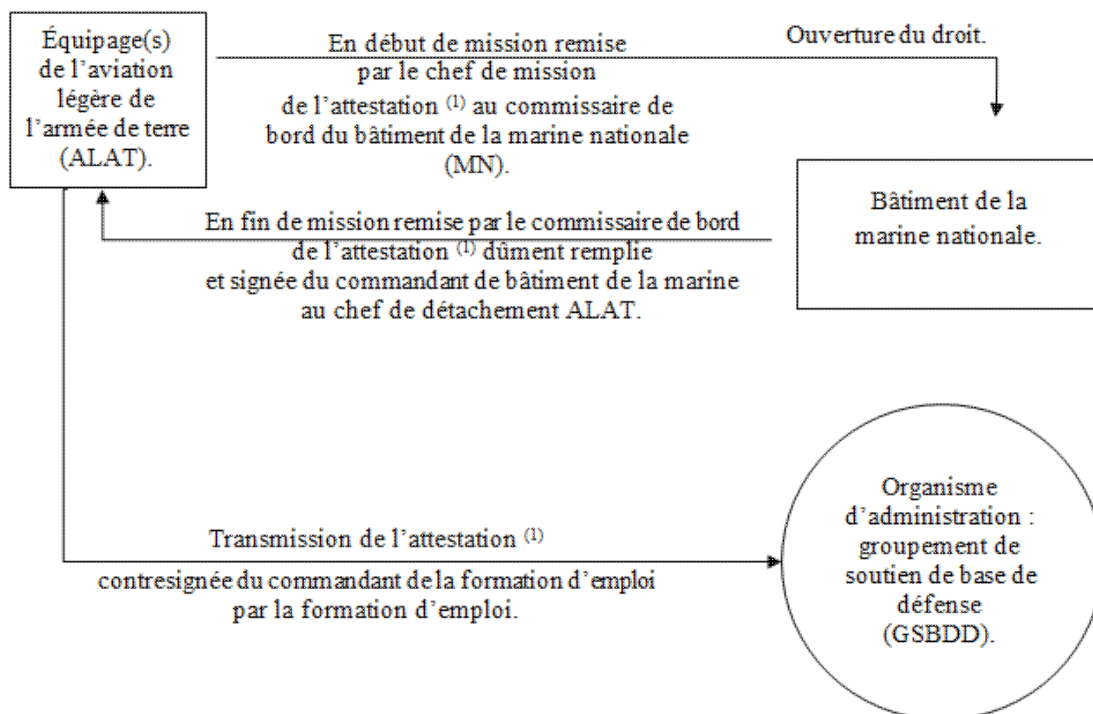 Équipage(s)
de l’aviation
légère de
l’armée de terre
(ALAT).
En début de mission remise
par le chef de mission
de l’attestation (1) au commissaire de
bord du bâtiment de la marine nationale
(MN).
Ouverture du droit.
Bâtiment de la
marine nationale.
En fin de mission remise par le commissaire de bord
de l’attestation (1) dûment remplie
et signée du commandant de bâtiment de la marine
au chef de détachement ALAT.
Transmission de l’attestation (1)
contresignée du commandant de la formation d’emploi
par la formation d’emploi.
Organisme
d’administration :
groupement de
soutien de base de
défense
(GSBDD).